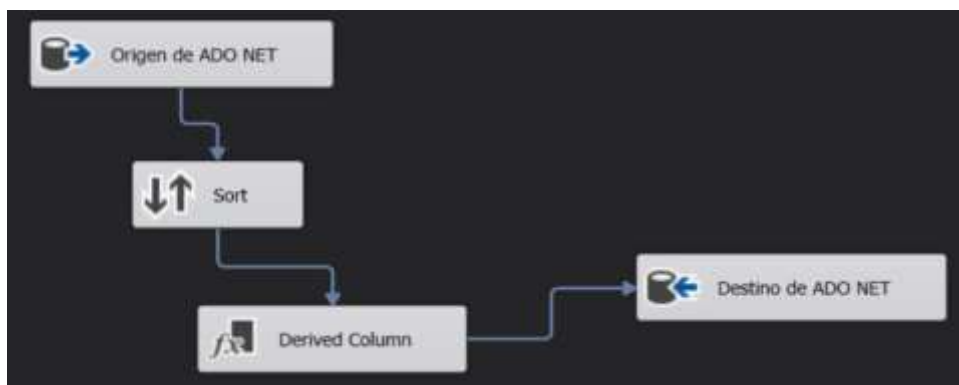 Origen de ADO NET
Sort
Derived Column
Destino de ADO NET